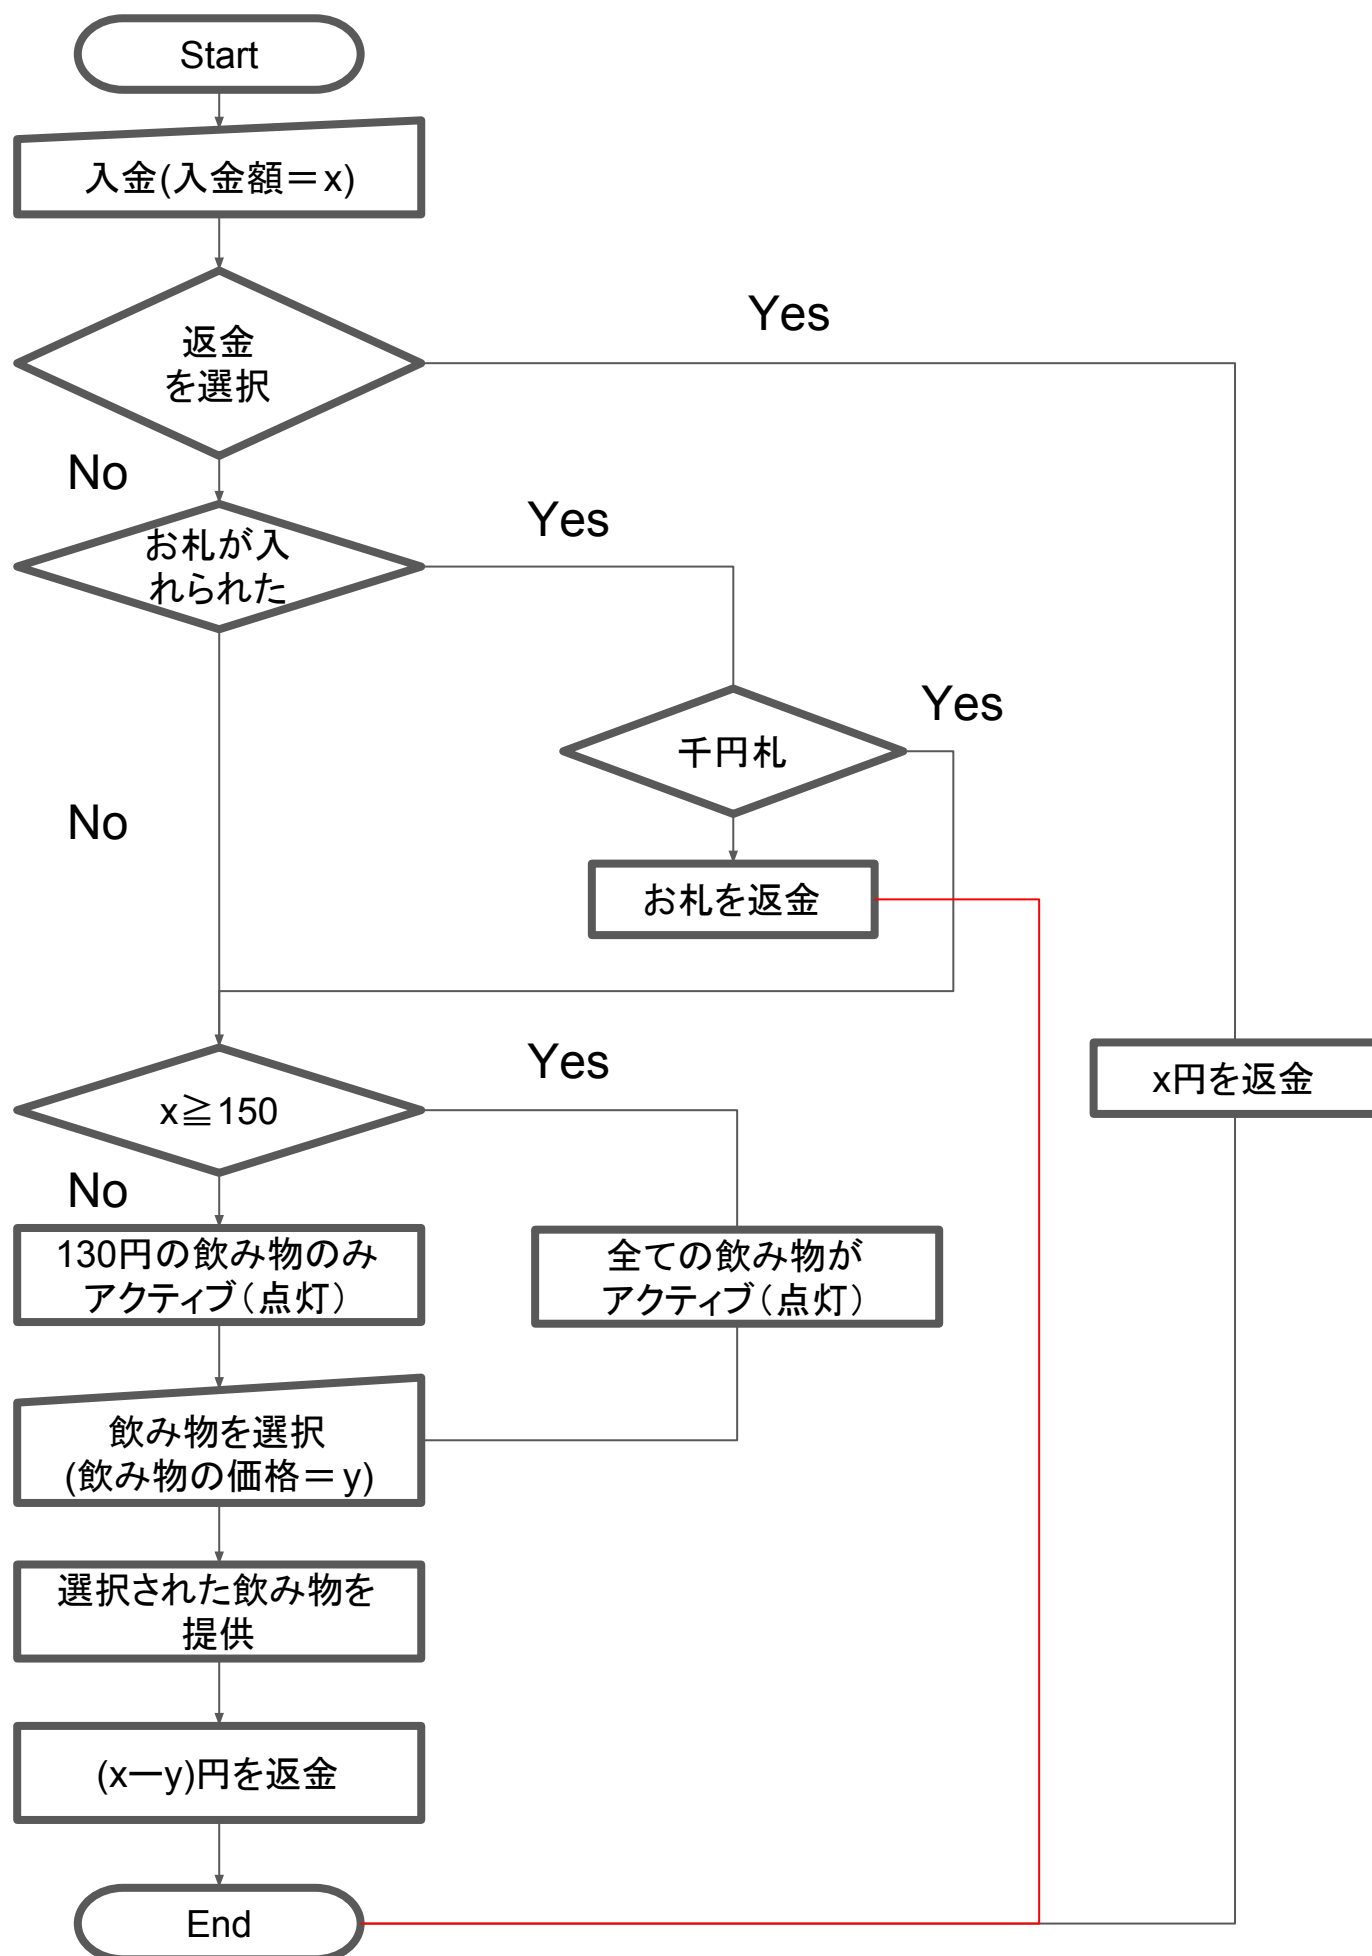 Start
入金(入金額＝x)
返金
を選択
Yes
No
お札が入
れられた
Yes
千円札
Yes
No
お札を返金
x≧150
Yes
x円を返金
No
130円の飲み物のみ
アクティブ（点灯）
全ての飲み物が
アクティブ（点灯）
飲み物を選択
(飲み物の価格＝y)
選択された飲み物を
提供
(xーy)円を返金
End